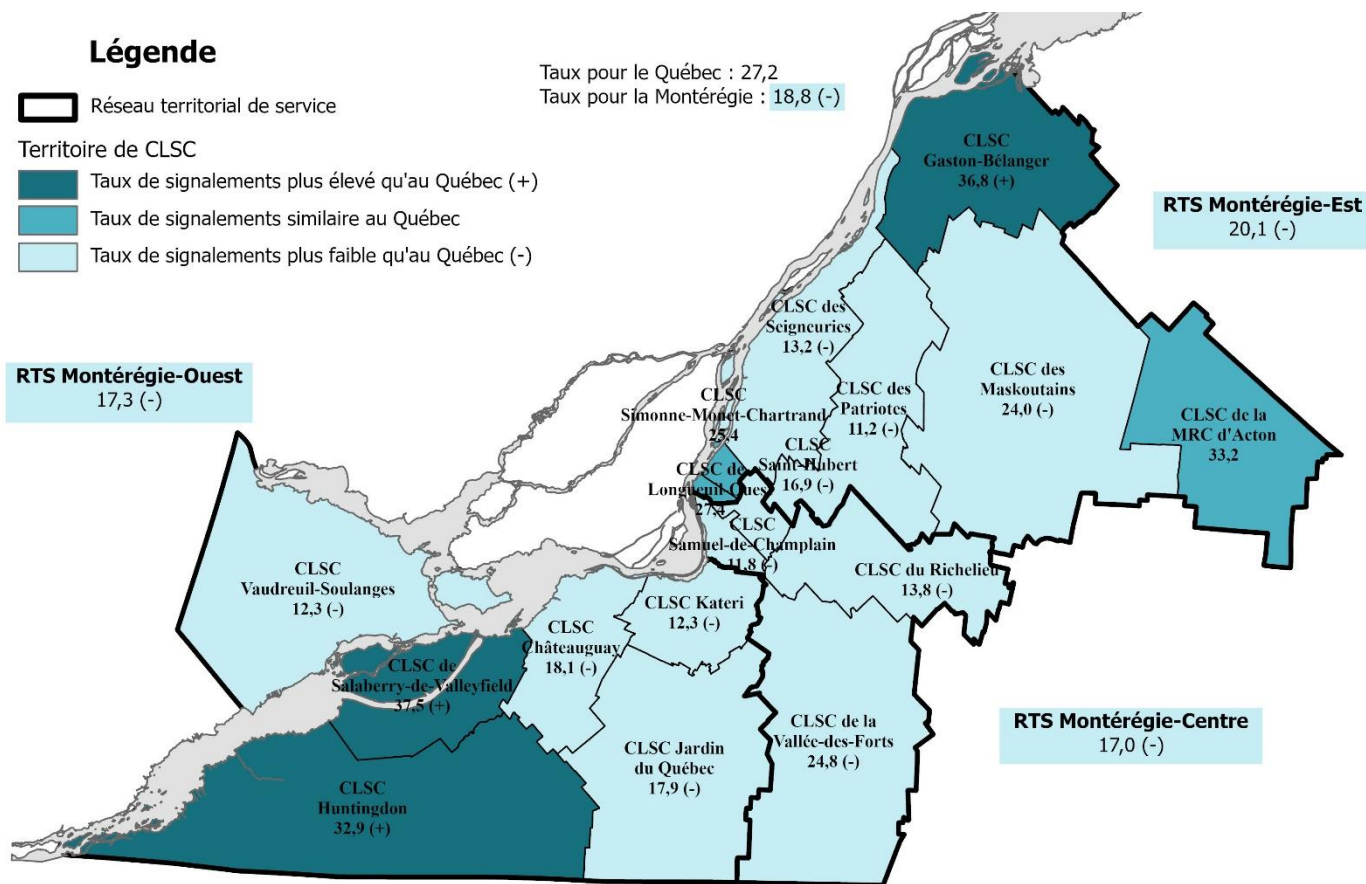 Légende
Réseau territorial de service
Territoire de CLSC
Taux de signalements plus élevé qu'au Québec (+)
Taux de signalements similaire au Québec
Taux de signalements plus faible qu'au Québec (-)
Taux pour le Québec : 27,2
Taux pour la Montérégie : 18,8 (-)
CLSC
Gaston-Bélanger
36,8 (+)
RTS Montérégie-Est
20,1 (-)
CLSC des
Seigneuries
13,2 (-)
RTS Montérégie-Ouest
17,3 (-)
CLSC des
Maskoutains
24,0 (-)
CLSC des
Patriotes
11,2 (-)
CLSC
Simonne-Monet-Chartrand
25,4
CLSC de la
MRC d'Acton
33,2
CLSC
Saint-Hubert
16,9 (-)
CLSC de
Longueuil Ouest
27,4
CLSC
Samuel-de-Champlain
11,8 (-)
CLSC du Richelieu
13,8 (-)
CLSC
Vaudreuil-Soulanges
12,3 (-)
CLSC Kateri
12,3 (-)
CLSC
Châteauguay
18,1 (-)
CLSC de
Salaberry-de-Valleyfield
37,5 (+)
CLSC de la
Vallée-des-Forts
24,8 (-)
RTS Montérégie-Centre
17,0 (-)
CLSC Jardin
du Québec
17,9 (-)
CLSC
Huntingdon
32,9 (+)